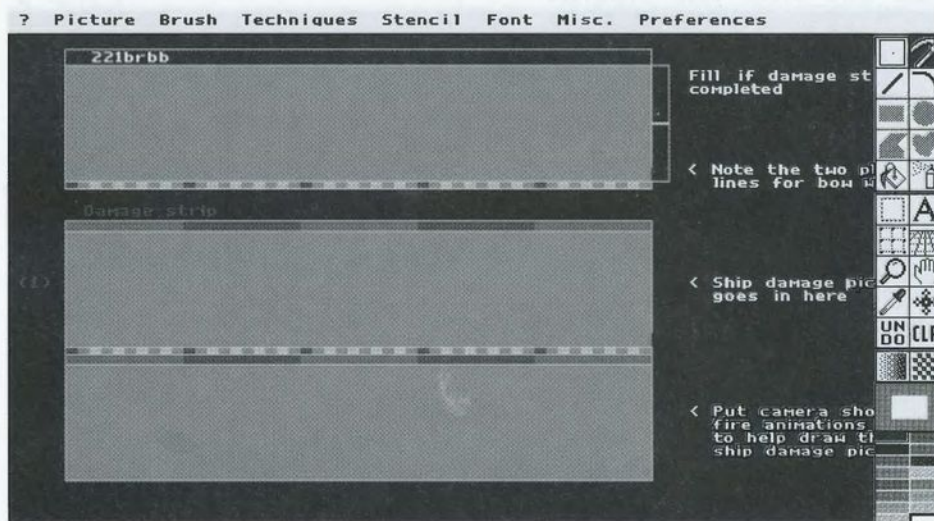 ? Picture Brush Techniques Stencil Font Misc. Preferences
221brbb
Fill if damage st
completed
< Note the two pl
lines for bow w
Damage strip
(1)
< Ship damage pic
goes in here
UN
DO
CLR
A
< Put camera sho
fire animations
to help draw th
ship damage pic